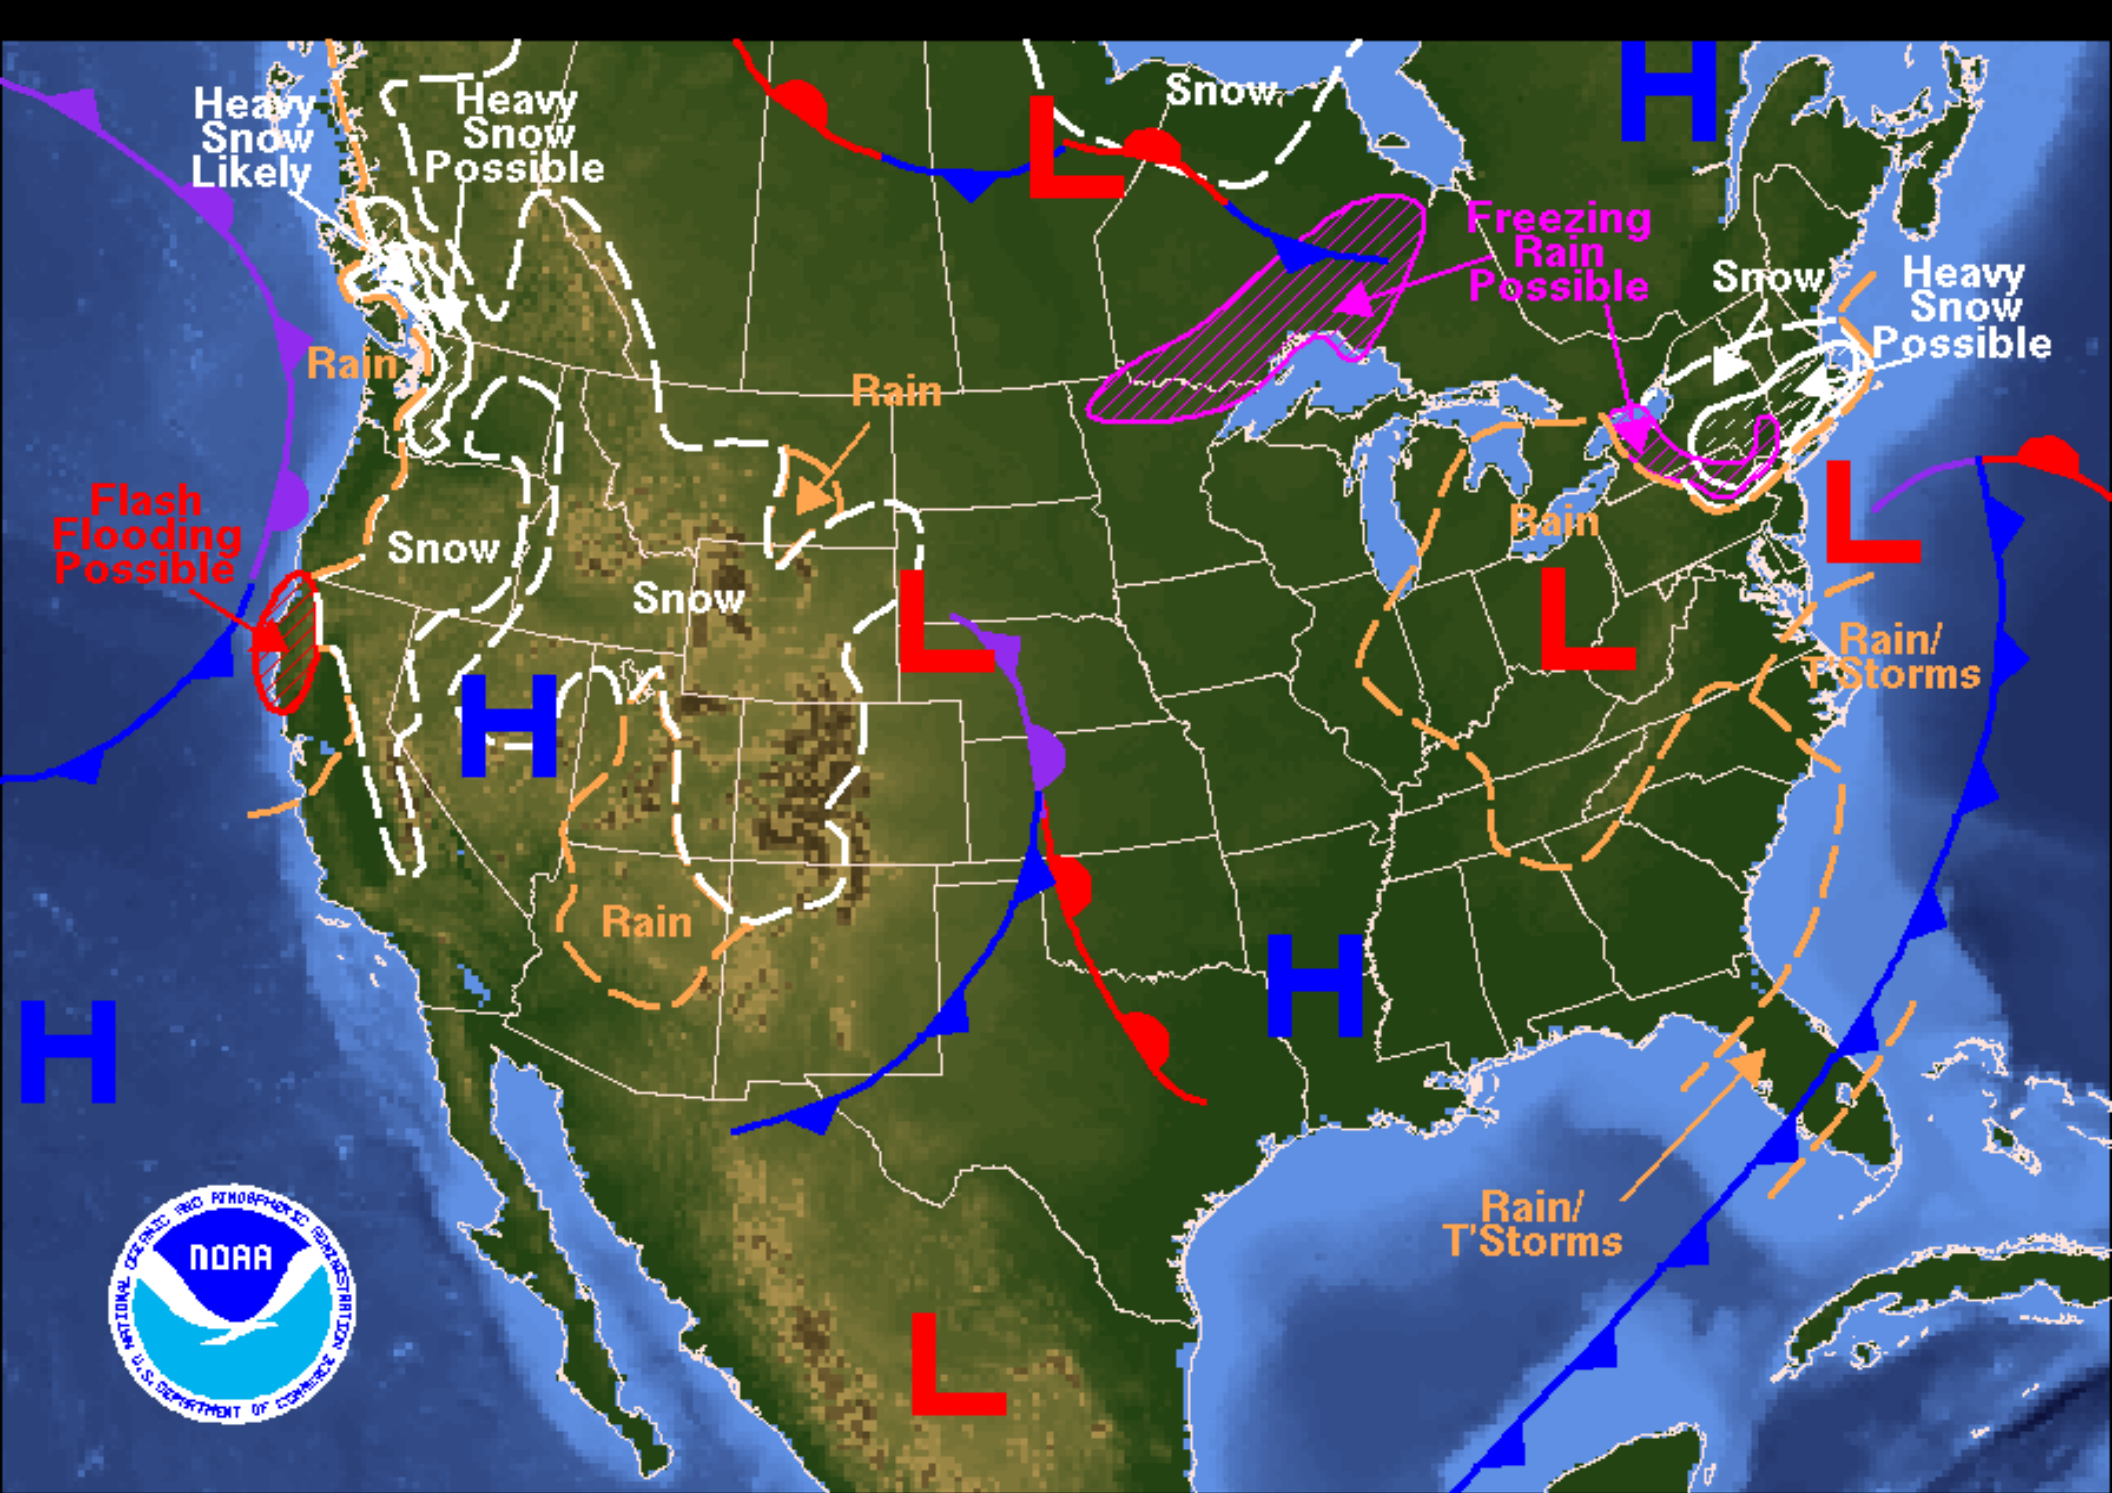 H
Heavy
Snow
Likely
Heavy
Snow
Possible
Snow
L
Freezing
Rain
Possible
Snow
Heavy
Snow
Possible
Rain
Rain
Flash
Flooding
Possible
Snow
Rain
L
Snow
L
L
Rain/
T'Storms
H
Rain
H
H
Rain/
T'Storms
L
NATIONAL OCEANIC AND ATMOSPHERIC ADMINISTRATION
NOAA
U.S. DEPARTMENT OF COMMERCE